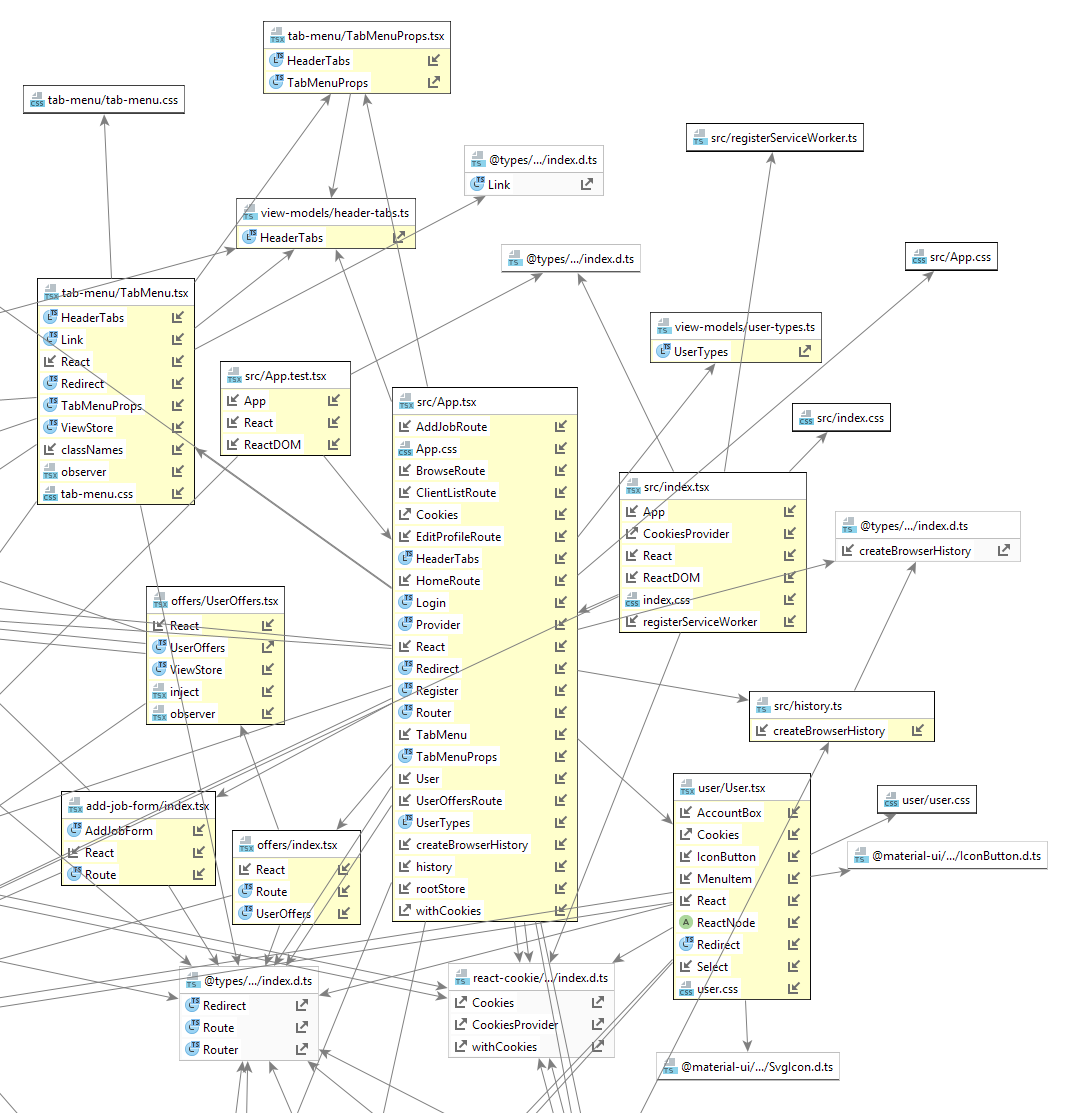 tab-menu/TabMenuProps.tsx
HeaderTabs
TabMenuProps
tab-menu/tab-menu.css
src/registerServiceWorker.ts
@types/.../index.d.ts
Link
view-models/header-tabs.ts
HeaderTabs
@types/.../index.d.ts
src/App.css
tab-menu/TabMenu.tsx
HeaderTabs
Link
React
Redirect
TabMenuProps
ViewStore
classNames
observer
tab-menu.css
view-models/user-types.ts
UserTypes
src/App.test.tsx
App
React
ReactDOM
src/App.tsx
AddJobRoute
App.css
BrowseRoute
ClientListRoute
Cookies
EditProfileRoute
HeaderTabs
HomeRoute
Login
Provider
React
Redirect
Register
Router
TabMenu
TabMenuProps
User
UserOffersRoute
UserTypes
createBrowserHistory
history
rootStore
withCookies
src/index.css
src/index.tsx
App
CookiesProvider
React
ReactDOM
index.css
registerServiceWorker
@types/.../index.d.ts
createBrowserHistory
offers/UserOffers.tsx
React
UserOffers
ViewStore
inject
observer
src/history.ts
createBrowserHistory
user/User.tsx
AccountBox
Cookies
IconButton
MenuItem
React
ReactNode
Redirect
Select
user.css
user/user.css
add-job-form/index.tsx
AddJobForm
React
Route
offers/index.tsx
React
Route
UserOffers
@material-ui/.../IconButton.d.ts
@types/.../index.d.ts
Redirect
Route
Router
react-cookie/.../index.d.ts
Cookies
CookiesProvider
withCookies
@material-ui/.../SvgIcon.d.ts